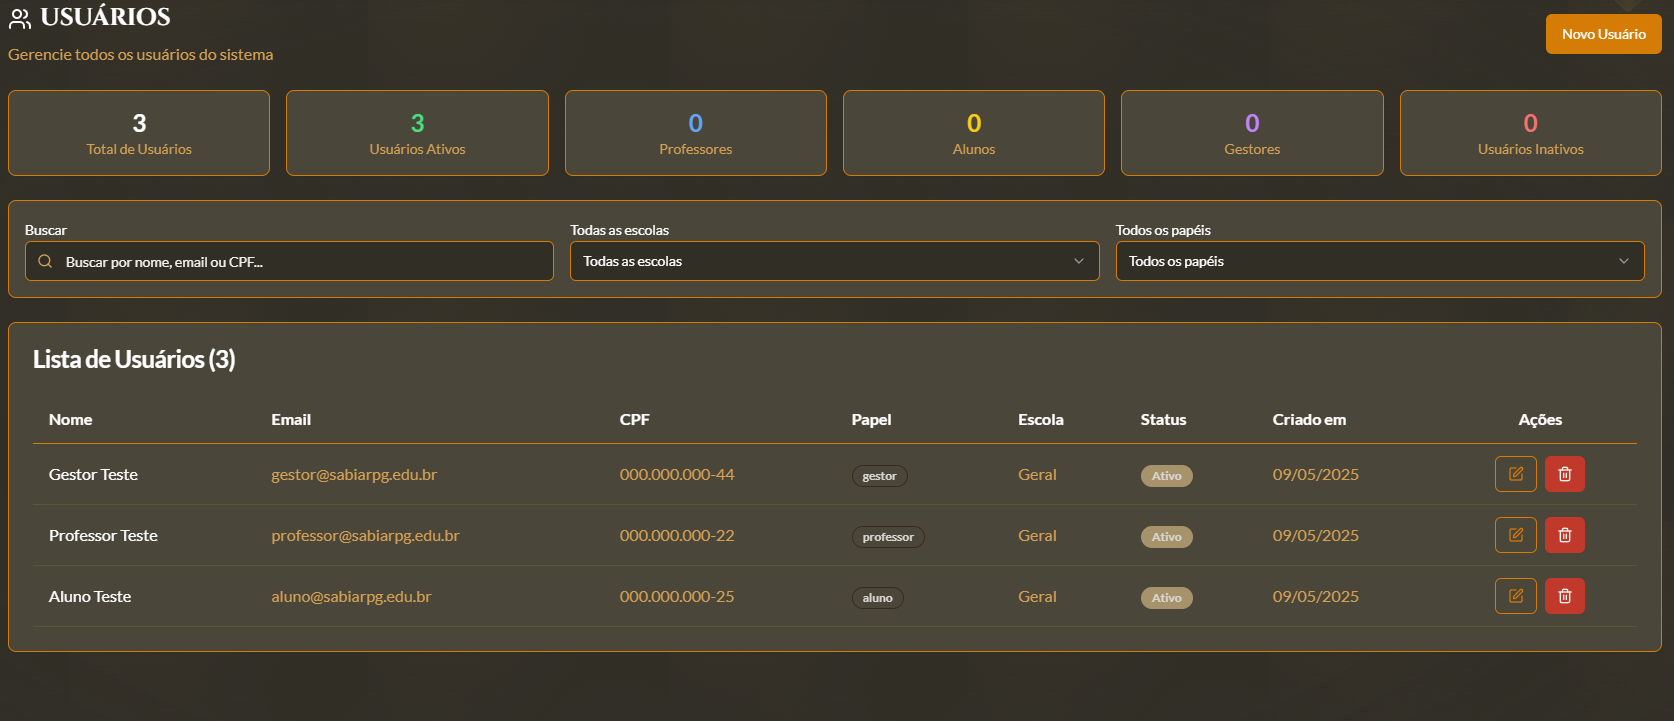 USUÁRIOS
Gerencie todos os usuários do sistema
Novo Usuário
3
Total de Usuários
3
Usuários Ativos
0
Professores
0
Alunos
0
Gestores
0
Usuários Inativos
Buscar
Buscar por nome, email ou CPF...
Todas as escolas
Todas as escolas
Todos os papéis
Todos os papéis
Lista de Usuários (3)
Nome Email CPF Papel Escola Status Criado em Ações
Gestor Teste gestor@sabiarpg.edu.br 000.000.000-44 gestor Geral Ativo 09/05/2025
Professor Teste professor@sabiarpg.edu.br 000.000.000-22 professor Geral Ativo 09/05/2025
Aluno Teste aluno@sabiarpg.edu.br 000.000.000-25 aluno Geral Ativo 09/05/2025